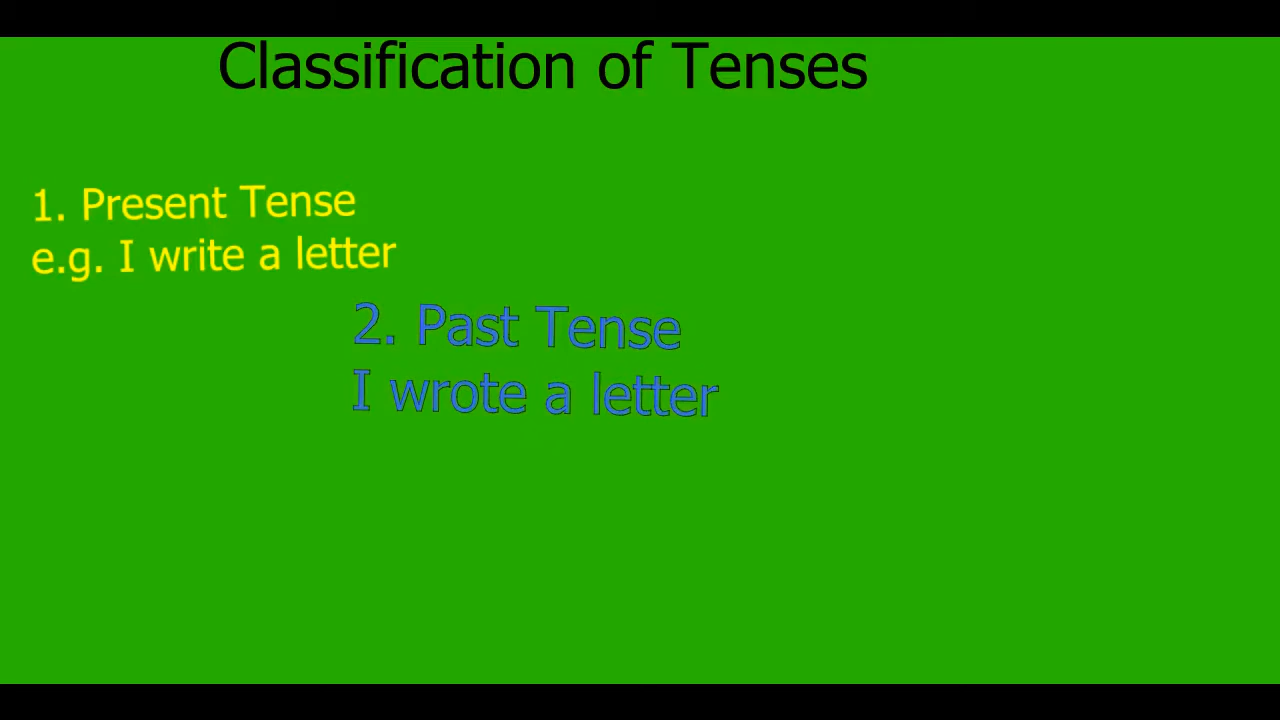 Classification of Tenses
1. Present Tense
e.g. I write a letter
2. Past Tense
I wrote a letter